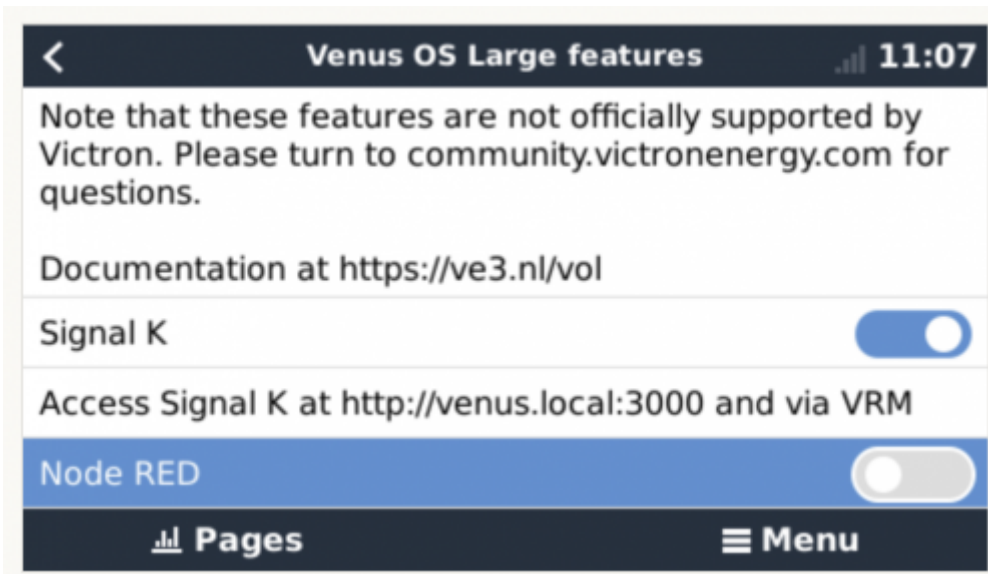 Venus OS Large features
11:07
Note that these features are not officially supported by
Victron. Please turn to community.victronenergy.com for
questions.
Documentation at https://ve3.nl/vol
Signal K
Access Signal K at http://venus.local:3000 and via VRM
Node RED
Pages
Menu